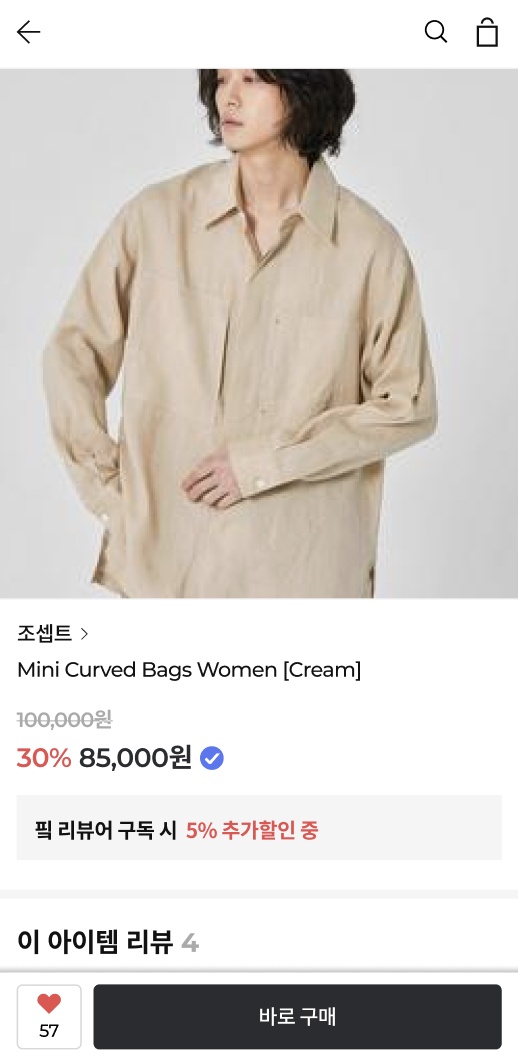 조셉트
Mini Curved Bags Women [Cream]
100,000원
30% 85,000원
픽 리뷰어 구독 시 5% 추가할인 중
이 아이템 리뷰 4
57
바로 구매